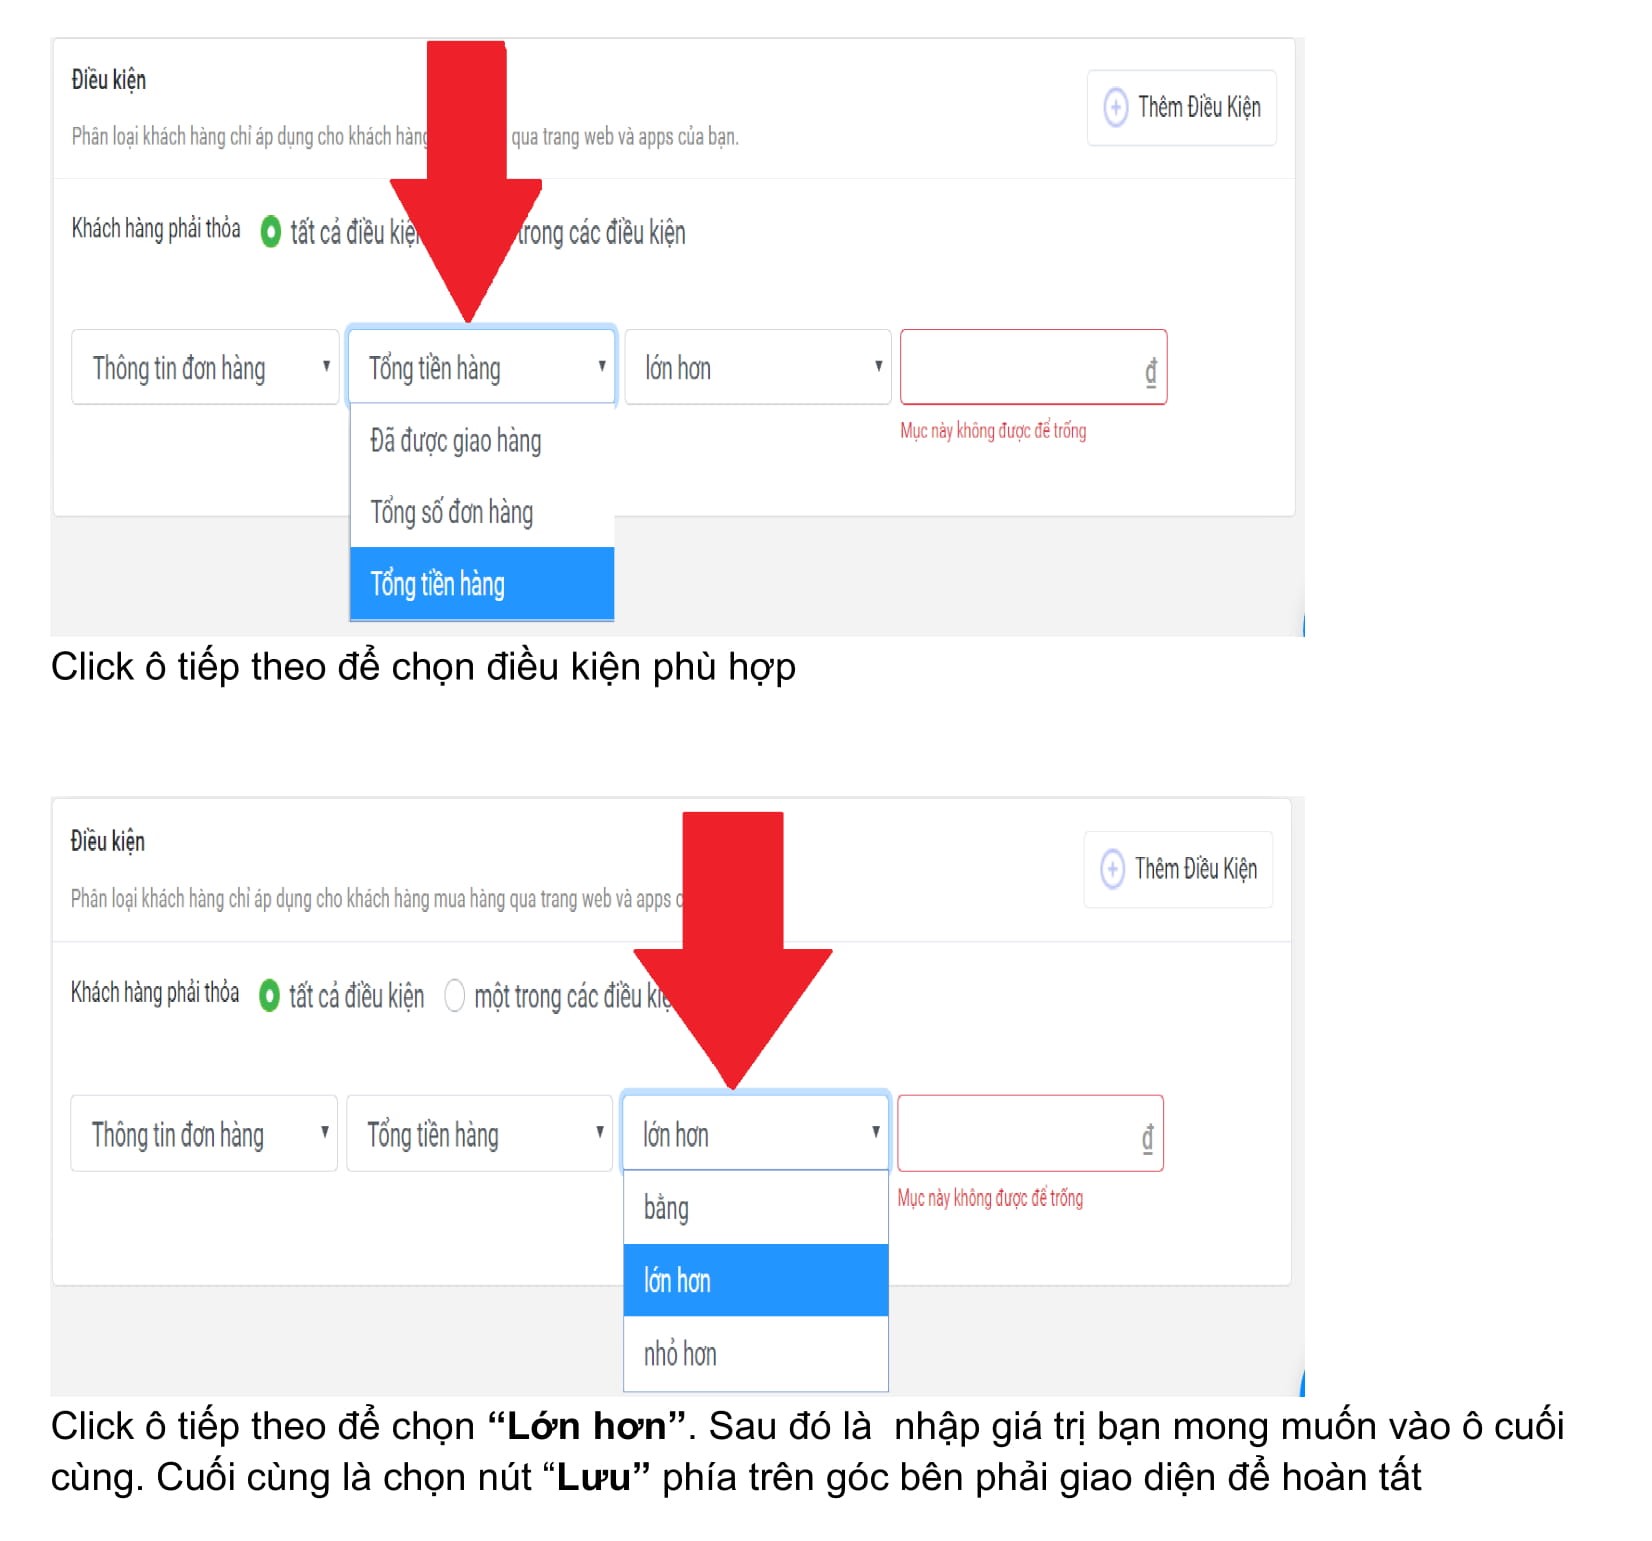 Điều kiện
Thêm Điều Kiện
Phân loại khách hàng chỉ áp dụng cho khách hàng qua trang web và apps của bạn.
Khách hàng phải thỏa tất cả điều kiện trong các điều kiện
Thông tin đơn hàng Tổng tiền hàng lớn hơn đ
Đã được giao hàng
Mục này không được để trống
Tổng số đơn hàng
Tổng tiền hàng
Click ô tiếp theo để chọn điều kiện phù hợp
Điều kiện
Thêm Điều Kiện
Phân loại khách hàng chỉ áp dụng cho khách hàng mua hàng qua trang web và apps
Khách hàng phải thỏa tất cả điều kiện một trong các điều
Thông tin đơn hàng Tổng tiền hàng lớn hơn đ
bằng
Mục này không được để trống
lớn hơn
nhỏ hơn
Click ô tiếp theo để chọn “Lớn hơn”. Sau đó là  nhập giá trị bạn mong muốn vào ô cuối
cùng. Cuối cùng là chọn nút “Lưu” phía trên góc bên phải giao diện để hoàn tất